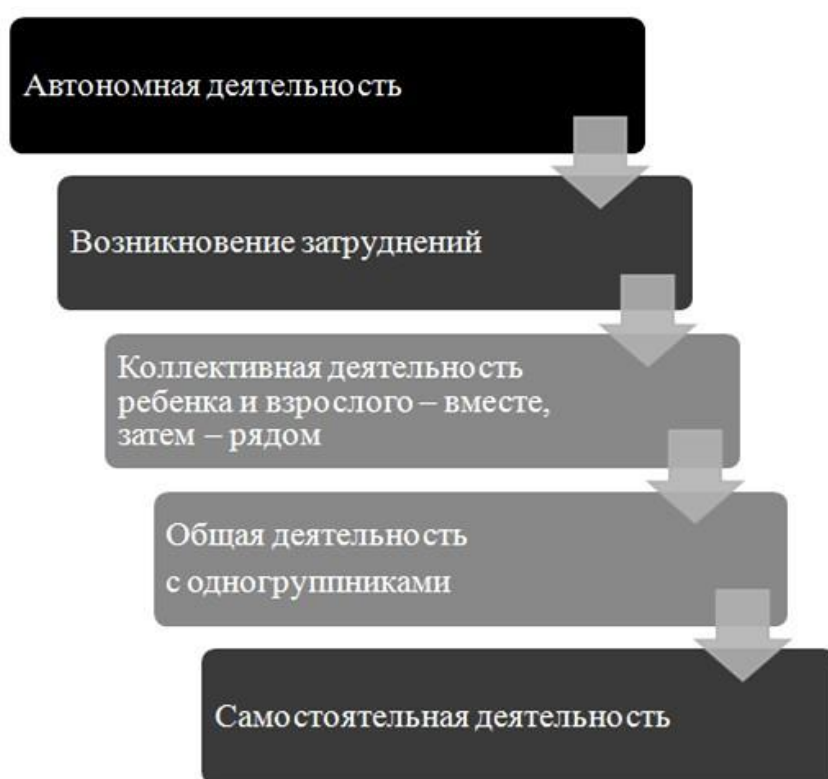 Автономная деятельность
Возникновение затруднений
Коллективная деятельность
ребенка и взрослого – вместе,
затем – рядом
Общая деятельность
с одногруппниками
Самостоятельная деятельность